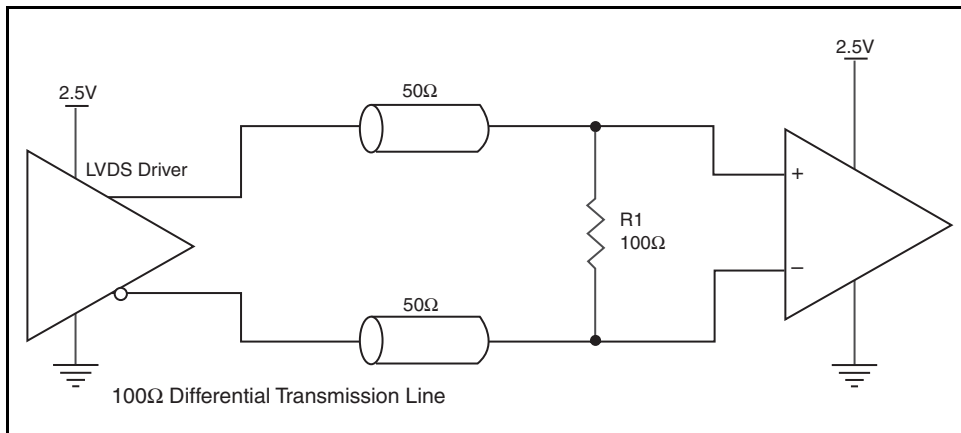 2.5V
2.5V
50Ω
LVDS Driver
+
R1
100Ω
−
50Ω
100Ω Differential Transmission Line